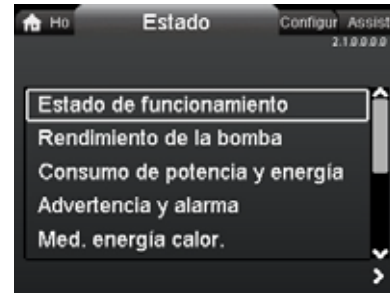 Ho Estado Configur Assist
2.1.0.0.0.0
Estado de funcionamiento
Rendimiento de la bomba
Consumo de potencia y energía
Advertencia y alarma
Med. energía calor.